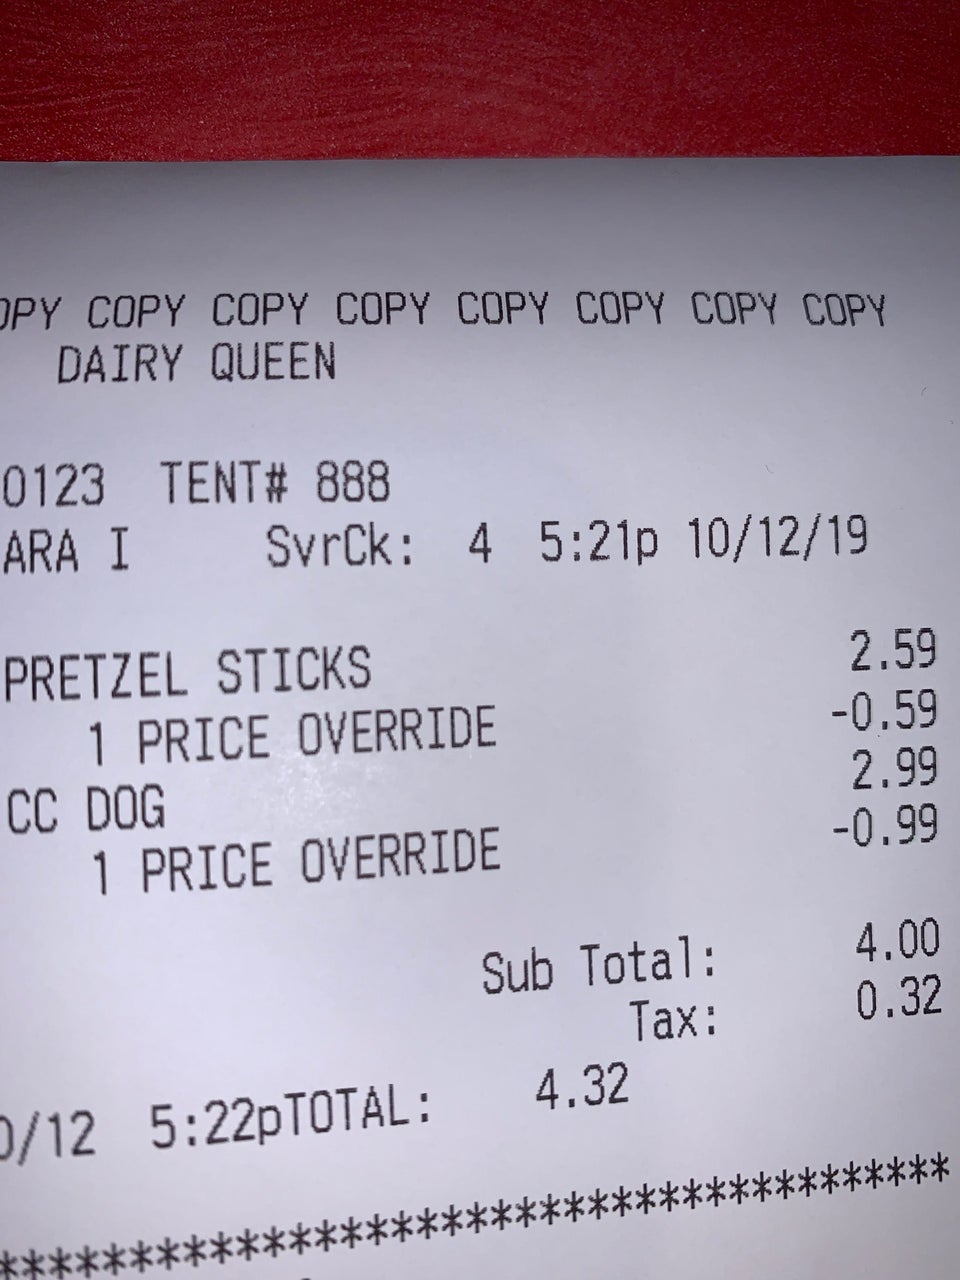 OPY COPY COPY COPY COPY COPY COPY COPY
DAIRY QUEEN
0123 TENT# 888
ARA I SvrCk: 4 5:21p 10/12/19
PRETZEL STICKS 2.59
1 PRICE OVERRIDE -0.59
CC DOG 2.99
1 PRICE OVERRIDE -0.99
Sub Total: 4.00
Tax: 0.32
0/12 5:22pTOTAL: 4.32
***************************************